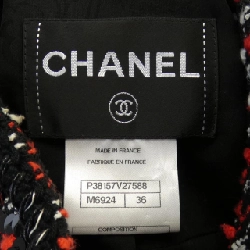 CHANEL
MADE IN FRANCE
FABRIQUE EN FRANCE
P38157V27588
M6924 36
COMPOSITION